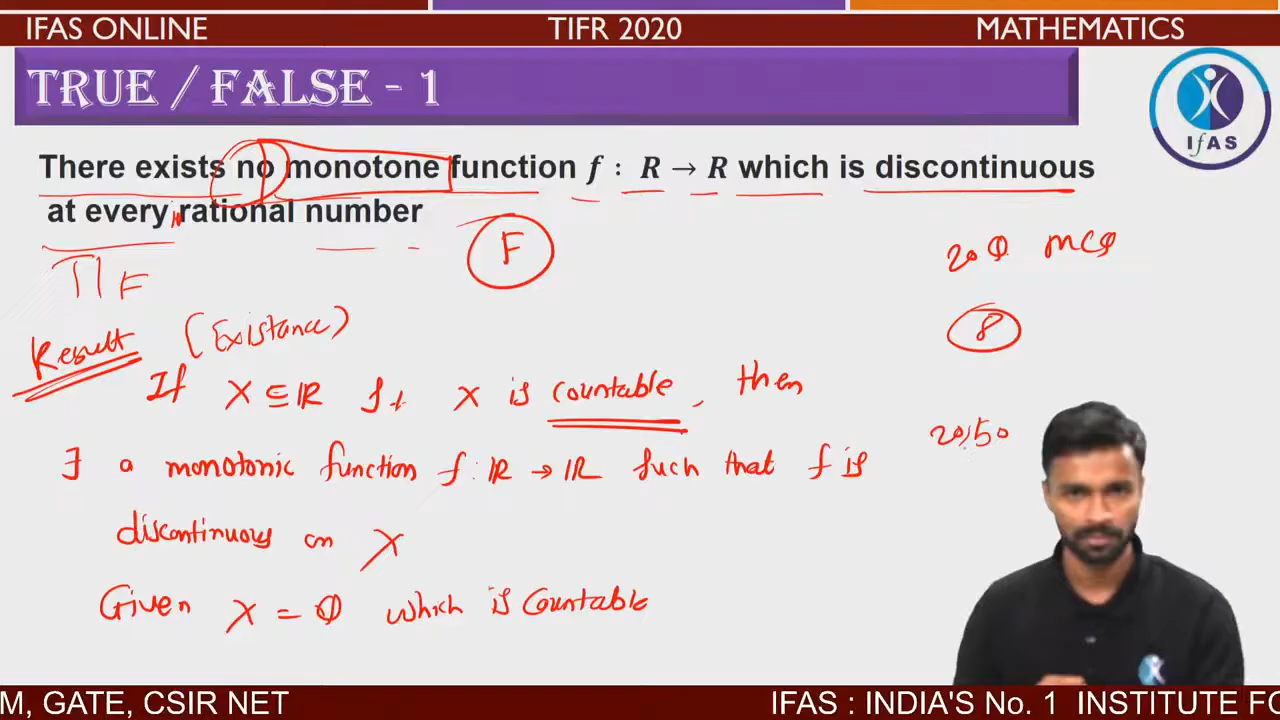 IFAS ONLINE TIFR 2020 MATHEMATICS
TRUE / FALSE - 1
IfAS
There exists no monotone function f : R → R which is discontinuous
at every rational number
F
T/F
20 Q MCQ
8
Result (Existance)
If X ⊆ ℝ s.t X is countable, then
20,50
∃ a monotonic function f: ℝ → ℝ such that f is
discontinuous on X
Given X = ℚ which is Countable
M, GATE, CSIR NET IFAS : INDIA'S No. 1 INSTITUTE FO